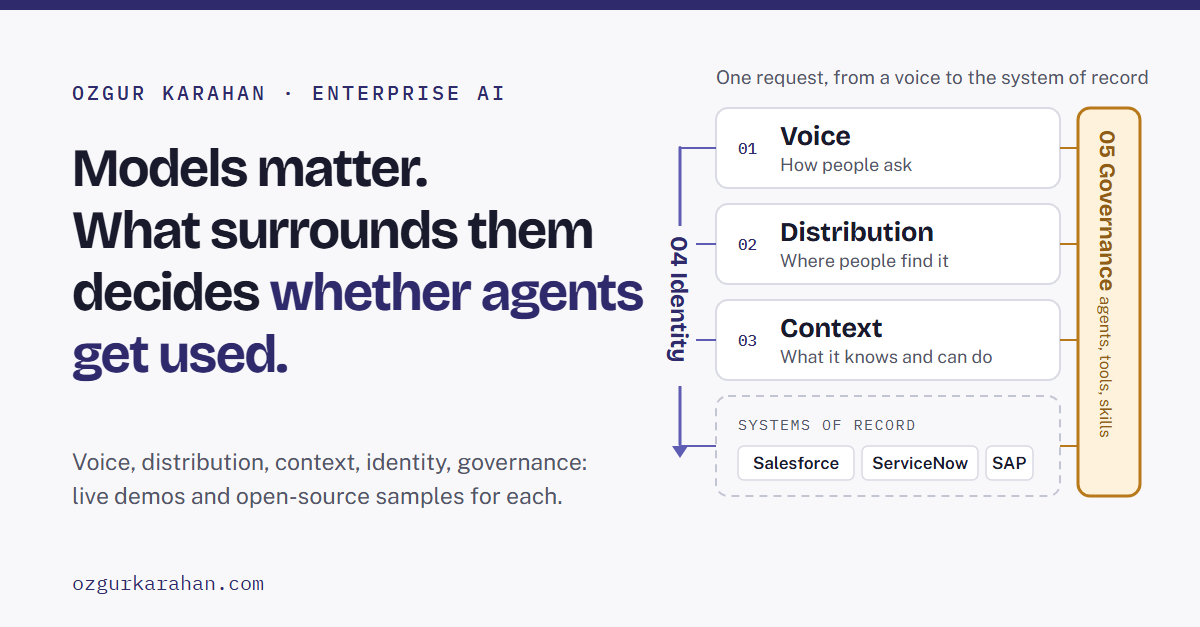 OZGUR KARAHAN · ENTERPRISE AI
Models matter.
What surrounds them
decides whether agents
get used.
Voice, distribution, context, identity, governance:
live demos and open-source samples for each.
ozgurkarahan.com
One request, from a voice to the system of record
04 Identity
01
Voice
How people ask
02
Distribution
Where people find it
03
Context
What it knows and can do
SYSTEMS OF RECORD
Salesforce
ServiceNow
SAP
05 Governance agents, tools, skills